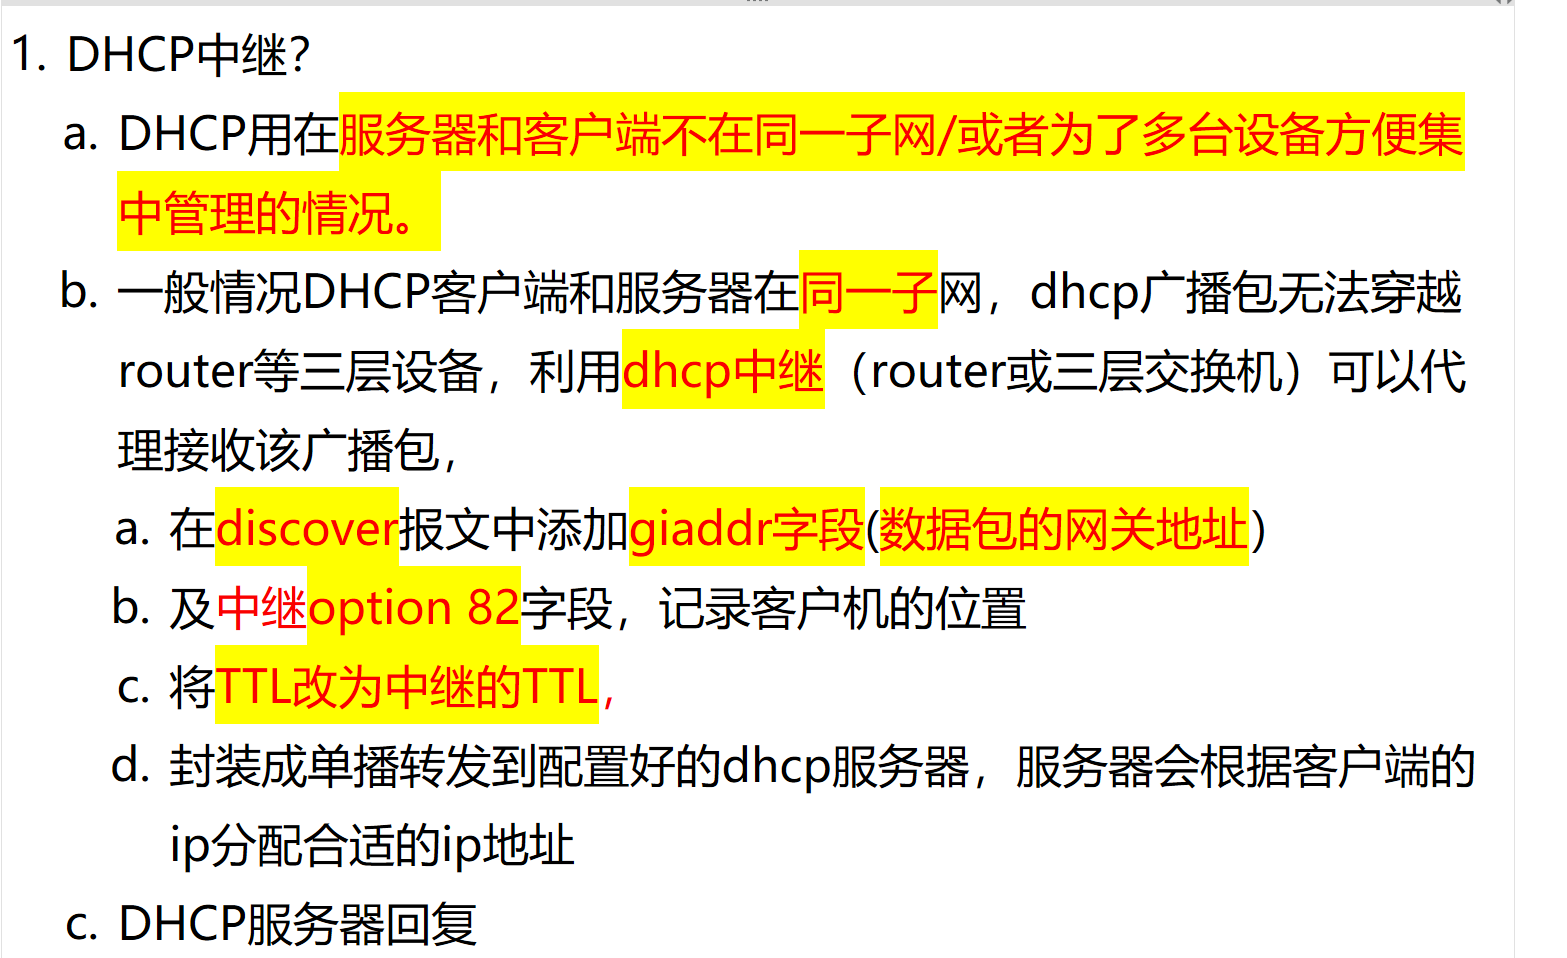 1. DHCP中继？
a. DHCP用在服务器和客户端不在同一子网/或者为了多台设备方便集
中管理的情况。
b. 一般情况DHCP客户端和服务器在同一子网，dhcp广播包无法穿越
router等三层设备，利用dhcp中继（router或三层交换机）可以代
理接收该广播包，
a. 在discover报文中添加giaddr字段(数据包的网关地址)
b. 及中继option 82字段，记录客户机的位置
c. 将TTL改为中继的TTL，
d. 封装成单播转发到配置好的dhcp服务器，服务器会根据客户端的
ip分配合适的ip地址
c. DHCP服务器回复